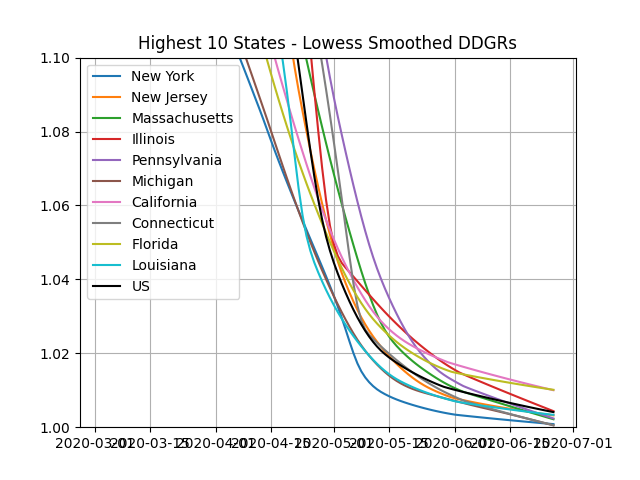 Highest 10 States - Lowess Smoothed DDGRs
1.10
1.08
1.06
1.04
1.02
1.00
New York
New Jersey
Massachusetts
Illinois
Pennsylvania
Michigan
California
Connecticut
Florida
Louisiana
US
2020-03-01 2020-03-15 2020-04-01 2020-04-15 2020-05-01 2020-05-15 2020-06-01 2020-06-15 2020-07-01